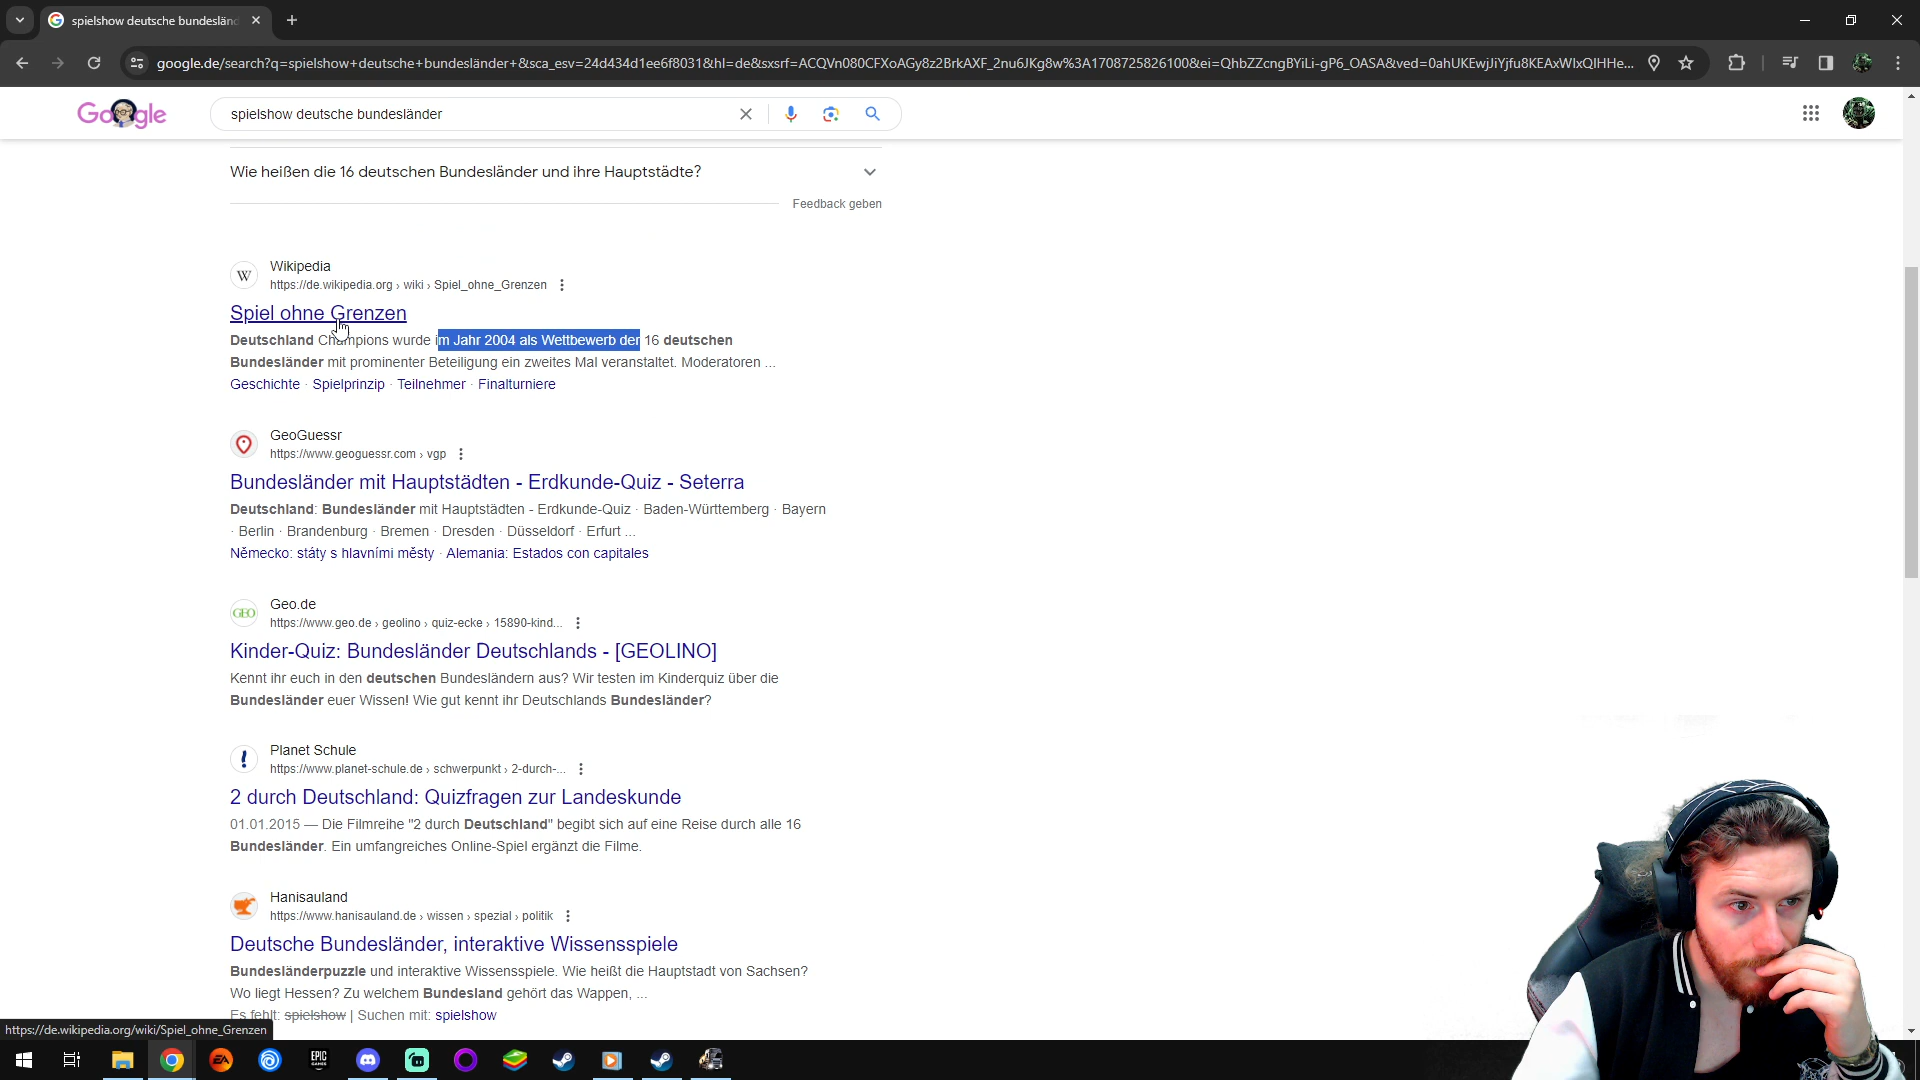 spielshow deutsche bundeslän
google.de/search?q=spielshow+deutsche+bundesländer+&sca_esv=24d434d1ee6f8031&hl=de&sxsrf=ACQVn080CFXoAGy8z2BrkAXF_2nu6JKg8w%3A1708725826100&ei=QhbZZcngBYiLi-gP6_OASA&ved=0ahUKEwjJiYjfu8KEAxWIxQIHHe...
Google
spielshow deutsche bundesländer
Wie heißen die 16 deutschen Bundesländer und ihre Hauptstädte?
Feedback geben
W
Wikipedia
https://de.wikipedia.org › wiki › Spiel_ohne_Grenzen
Spiel ohne Grenzen
Deutschland Champions wurde im Jahr 2004 als Wettbewerb der 16 deutschen
Bundesländer mit prominenter Beteiligung ein zweites Mal veranstaltet. Moderatoren ...
Geschichte · Spielprinzip · Teilnehmer · Finalturniere
GeoGuessr
https://www.geoguessr.com › vgp
Bundesländer mit Hauptstädten - Erdkunde-Quiz - Seterra
Deutschland: Bundesländer mit Hauptstädten - Erdkunde-Quiz · Baden-Württemberg · Bayern
· Berlin · Brandenburg · Bremen · Dresden · Düsseldorf · Erfurt ...
Německo: státy s hlavními městy · Alemania: Estados con capitales
GEO
Geo.de
https://www.geo.de › geolino › quiz-ecke › 15890-kind...
Kinder-Quiz: Bundesländer Deutschlands - [GEOLINO]
Kennt ihr euch in den deutschen Bundesländern aus? Wir testen im Kinderquiz über die
Bundesländer euer Wissen! Wie gut kennt ihr Deutschlands Bundesländer?
Planet Schule
https://www.planet-schule.de › schwerpunkt › 2-durch-...
2 durch Deutschland: Quizfragen zur Landeskunde
01.01.2015 — Die Filmreihe "2 durch Deutschland" begibt sich auf eine Reise durch alle 16
Bundesländer. Ein umfangreiches Online-Spiel ergänzt die Filme.
Hanisauland
https://www.hanisauland.de › wissen › spezial › politik
Deutsche Bundesländer, interaktive Wissensspiele
Bundesländerpuzzle und interaktive Wissensspiele. Wie heißt die Hauptstadt von Sachsen?
Wo liegt Hessen? Zu welchem Bundesland gehört das Wappen, ...
Es fehlt: spielshow | Suchen mit: spielshow
https://de.wikipedia.org/wiki/Spiel_ohne_Grenzen
EA
EPIC GAMES